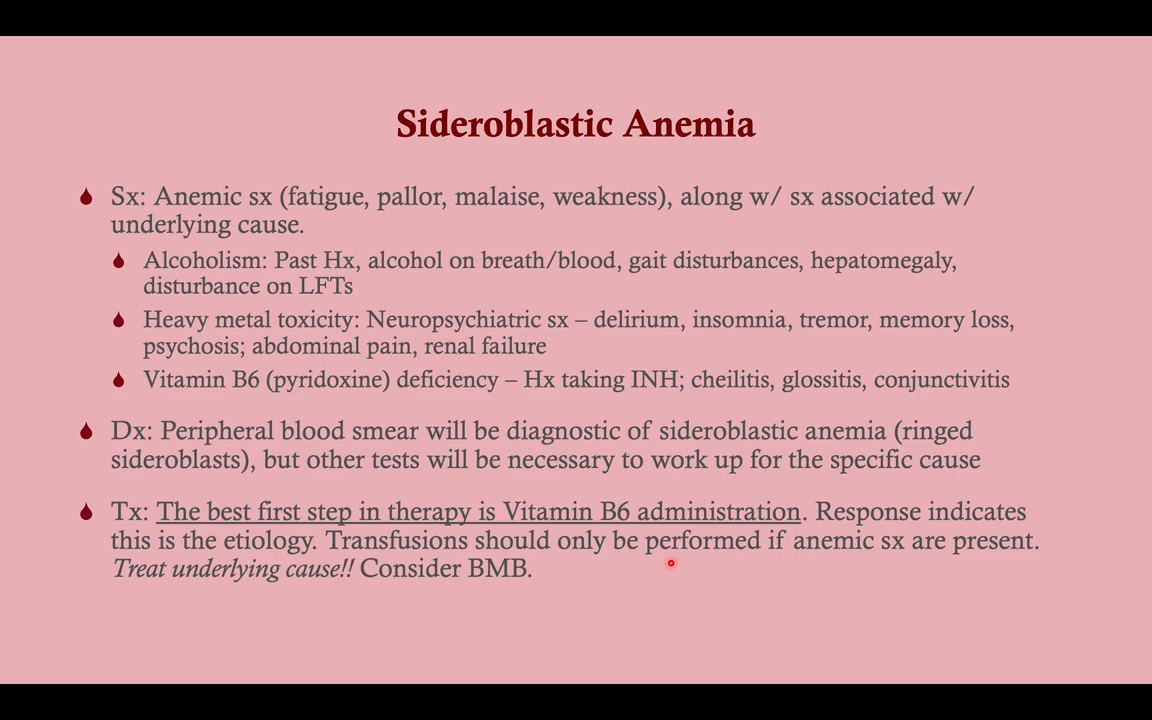 Sideroblastic Anemia
Sx: Anemic sx (fatigue, pallor, malaise, weakness), along w/ sx associated w/
underlying cause.
Alcoholism: Past Hx, alcohol on breath/blood, gait disturbances, hepatomegaly,
disturbance on LFTs
Heavy metal toxicity: Neuropsychiatric sx – delirium, insomnia, tremor, memory loss,
psychosis; abdominal pain, renal failure
Vitamin B6 (pyridoxine) deficiency – Hx taking INH; cheilitis, glossitis, conjunctivitis
Dx: Peripheral blood smear will be diagnostic of sideroblastic anemia (ringed
sideroblasts), but other tests will be necessary to work up for the specific cause
Tx: The best first step in therapy is Vitamin B6 administration. Response indicates
this is the etiology. Transfusions should only be performed if anemic sx are present.
Treat underlying cause!! Consider BMB.